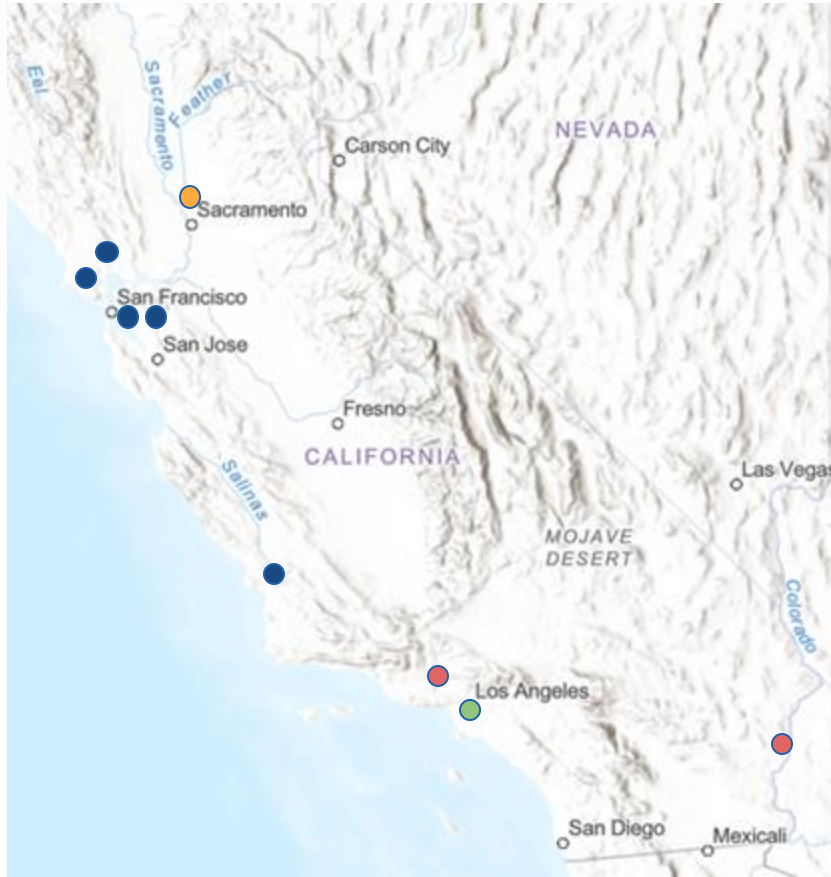 Eel
Sacramento
Feather
Carson City
NEVADA
Sacramento
San Francisco
San Jose
Fresno
CALIFORNIA
Las Vegas
Salinas
MOJAVE
DESERT
Colorado
Los Angeles
San Diego
Mexicali